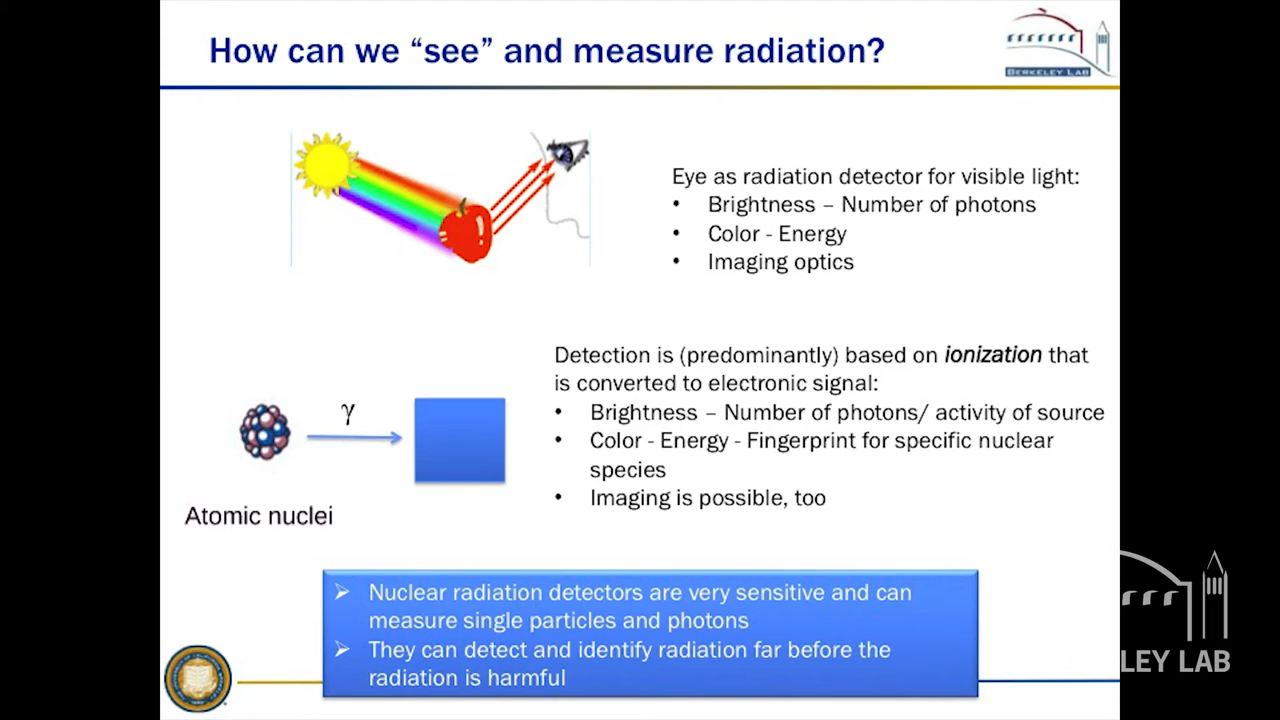 How can we “see” and measure radiation?
BERKELEY LAB
Eye as radiation detector for visible light:
• Brightness – Number of photons
• Color - Energy
• Imaging optics
Detection is (predominantly) based on ionization that
is converted to electronic signal:
• Brightness – Number of photons/ activity of source
• Color - Energy - Fingerprint for specific nuclear
species
• Imaging is possible, too
γ
Atomic nuclei
➢ Nuclear radiation detectors are very sensitive and can
measure single particles and photons
➢ They can detect and identify radiation far before the
radiation is harmful
LEY LAB